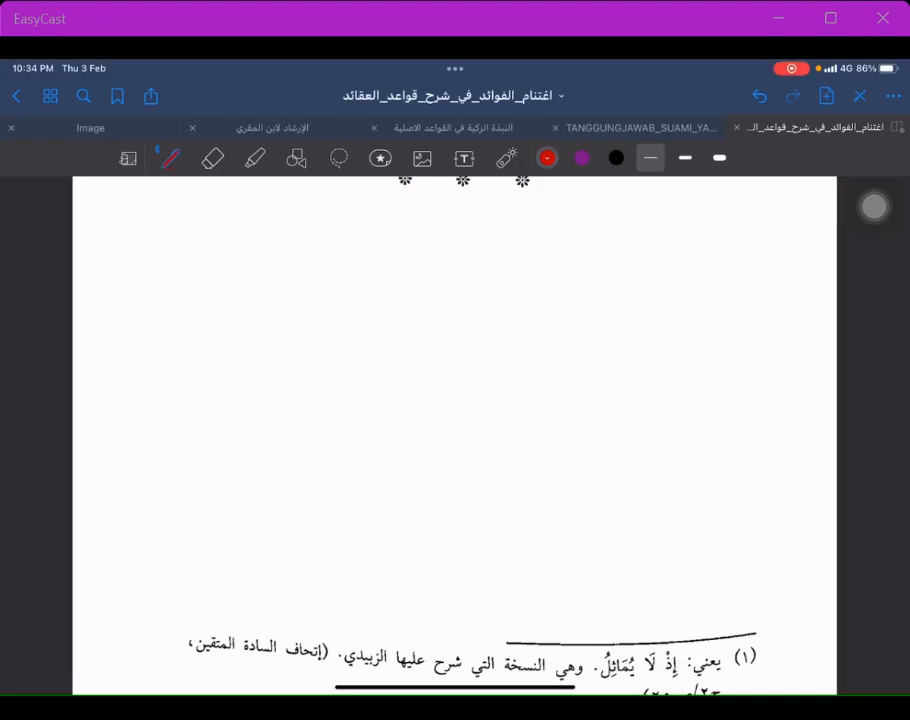 EasyCast
10:34 PM Thu 3 Feb
4G 86%
اغتنام_الفوائد_في_شرح_قواعد_العقائد
Image
الإرشاد لابن المقري
النبذة الزكية في القواعد الاصلية
TANGGUNGJAWAB_SUAMI_YA...
اغتنام_الفوائد_في_شرح_قواعد_ال...
T
(١) يعني: إِذْ لَا يُمَاثِلُ. وهي النسخة التي شرح عليها الزبيدي. (إتحاف السادة المتقين،